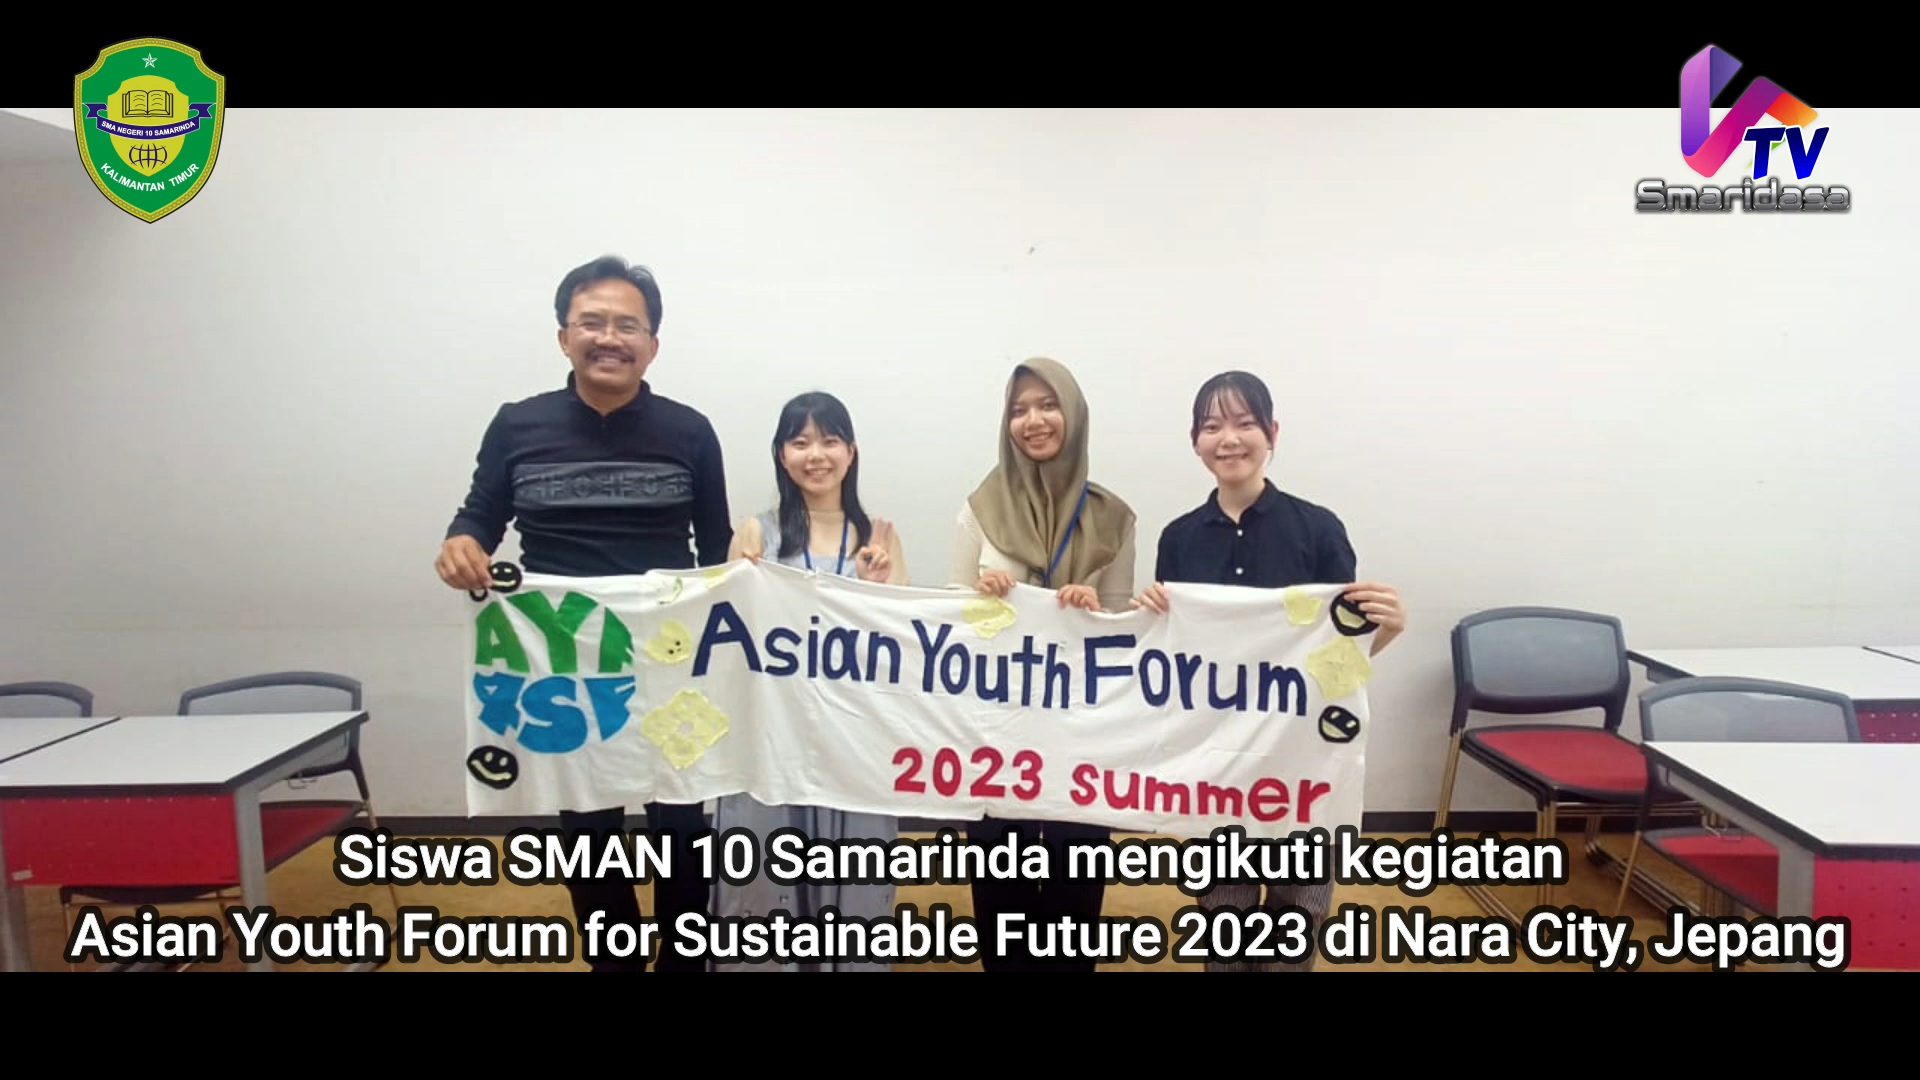 SMA NEGERI 10 SAMARINDA
KALIMANTAN TIMUR
TV
Smaridasa
AYF
4SF
Asian Youth Forum
2023 summer
Siswa SMAN 10 Samarinda mengikuti kegiatan
Asian Youth Forum for Sustainable Future 2023 di Nara City, Jepang